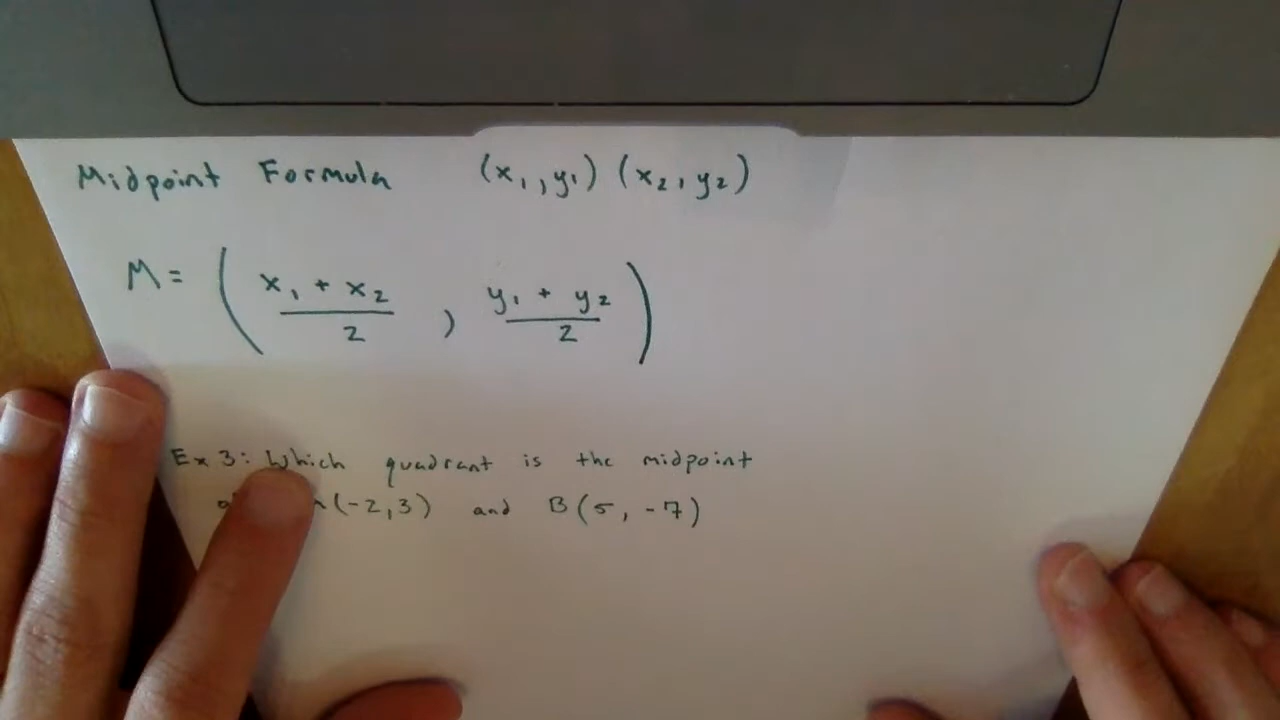 Midpoint Formula (x₁,y₁) (x₂,y₂)
M = ( x₁ + x₂ / 2 , y₁ + y₂ / 2 )
Ex 3: Which quadrant is the midpoint
(-2,3) and B(5, -7)